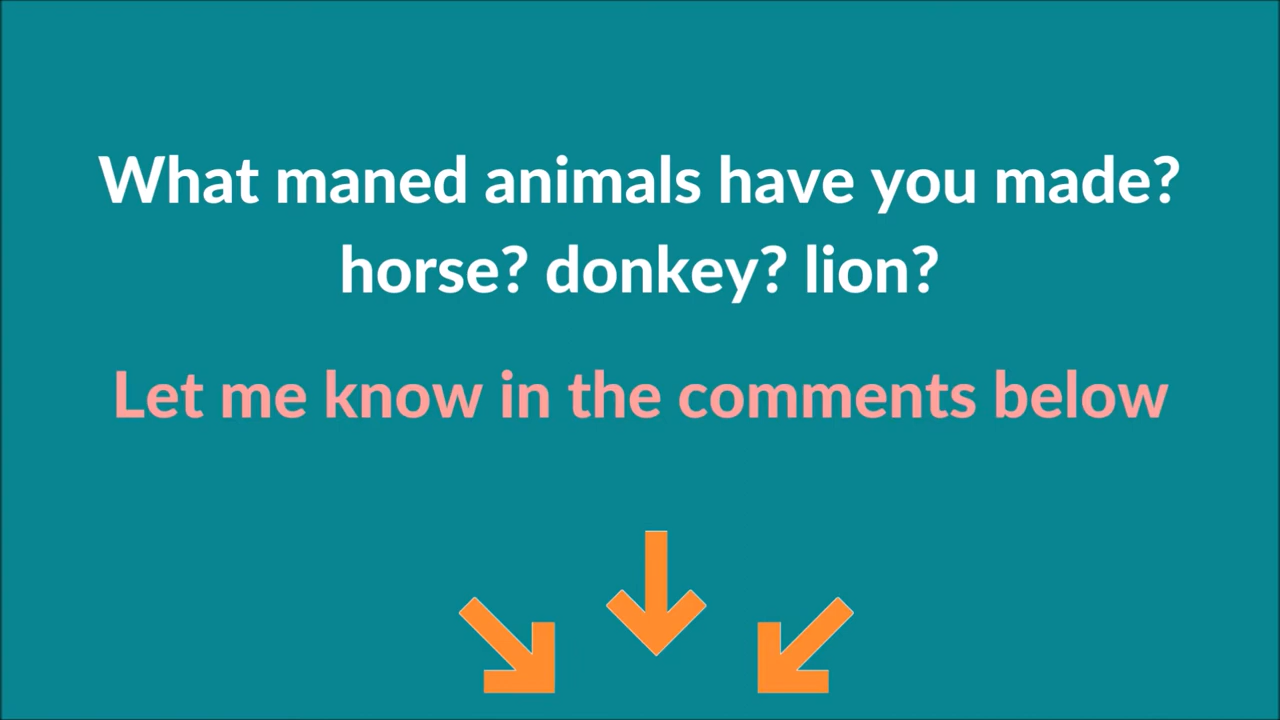 What maned animals have you made?
horse? donkey? lion?
Let me know in the comments below